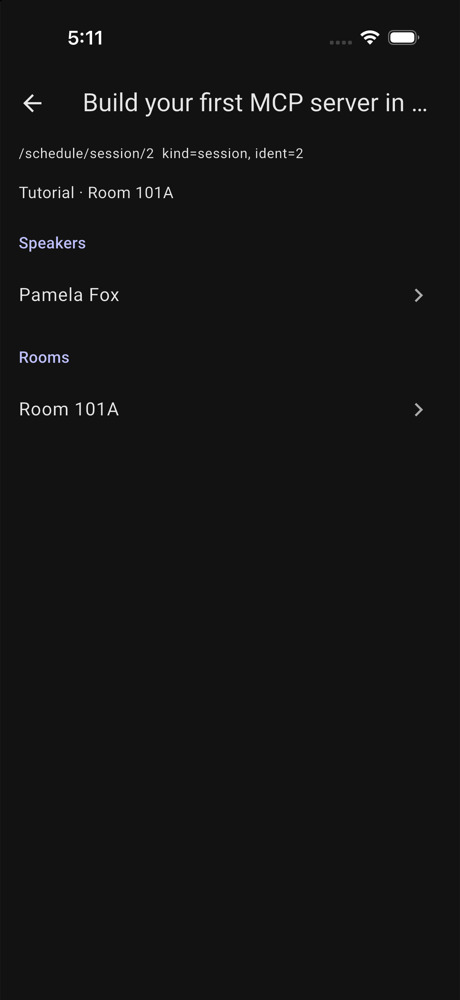 5:11
Build your first MCP server in ...
/schedule/session/2 kind=session, ident=2
Tutorial · Room 101A
Speakers
Pamela Fox
Rooms
Room 101A